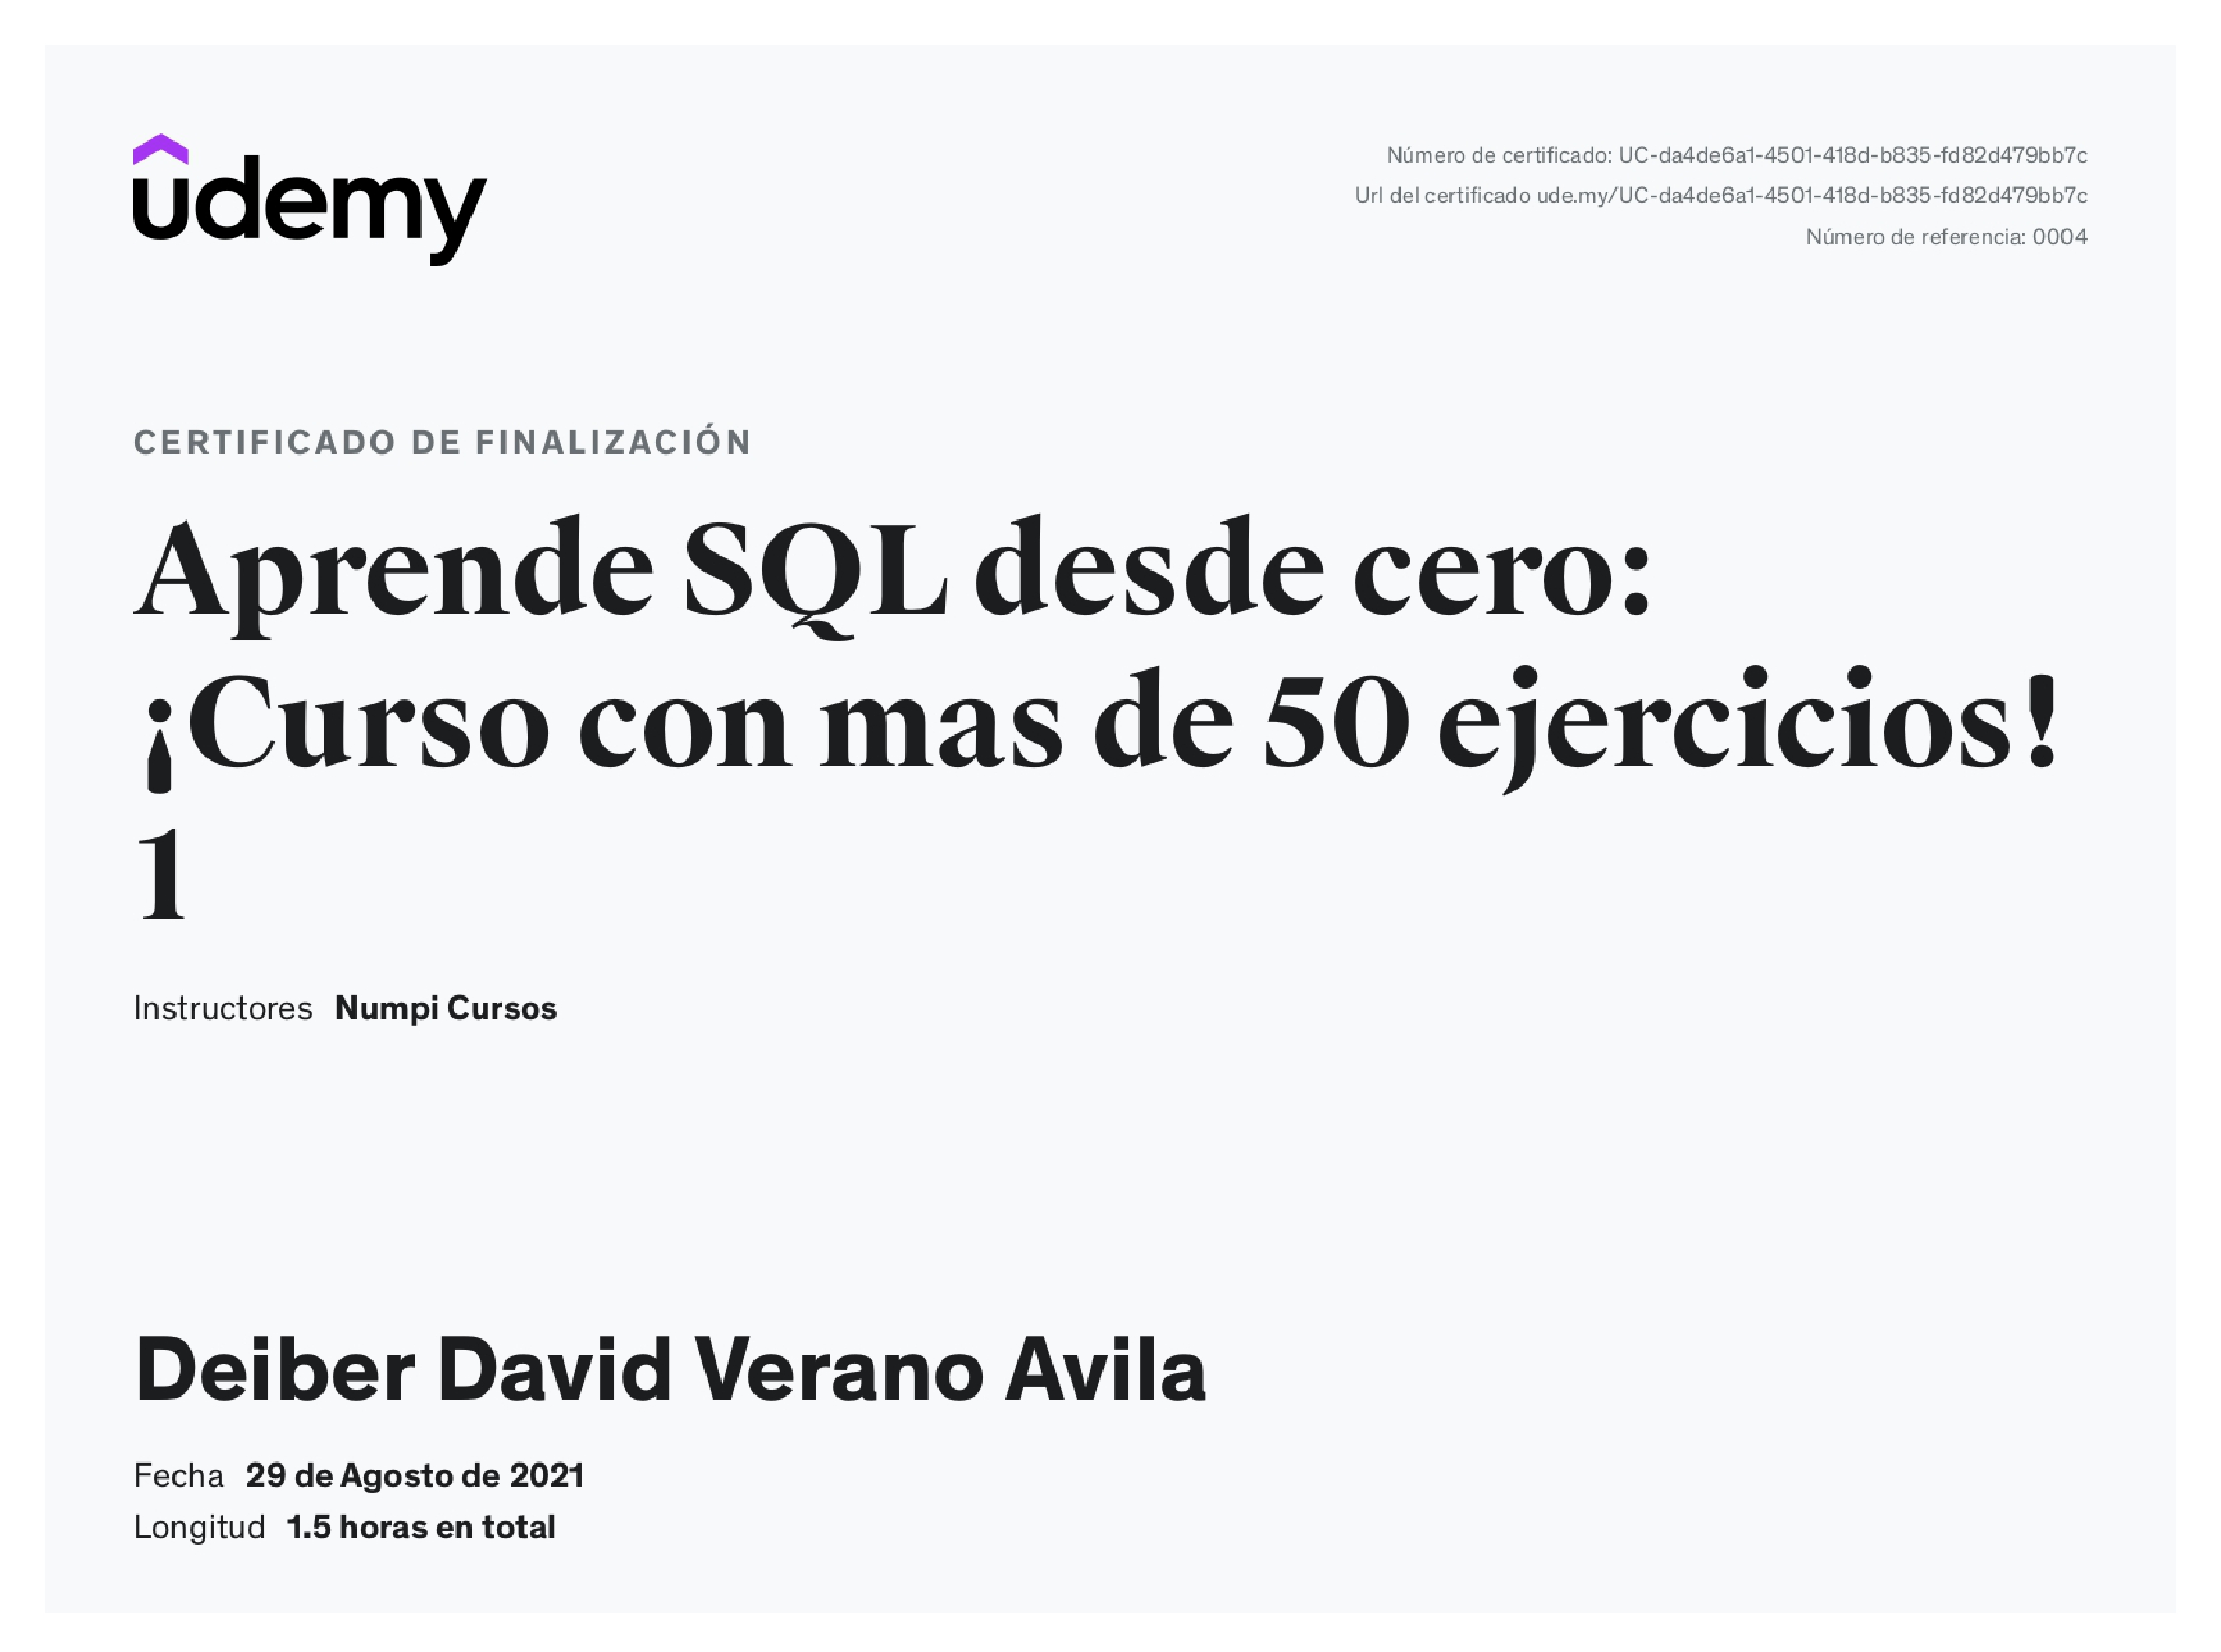 udemy
Número de certificado: UC-da4de6a1-4501-418d-b835-fd82d479bb7c
Url del certificado ude.my/UC-da4de6a1-4501-418d-b835-fd82d479bb7c
Número de referencia: 0004
CERTIFICADO DE FINALIZACIÓN
Aprende SQL desde cero:
¡Curso con mas de 50 ejercicios!
1
Instructores Numpi Cursos
Deiber David Verano Avila
Fecha 29 de Agosto de 2021
Longitud 1.5 horas en total